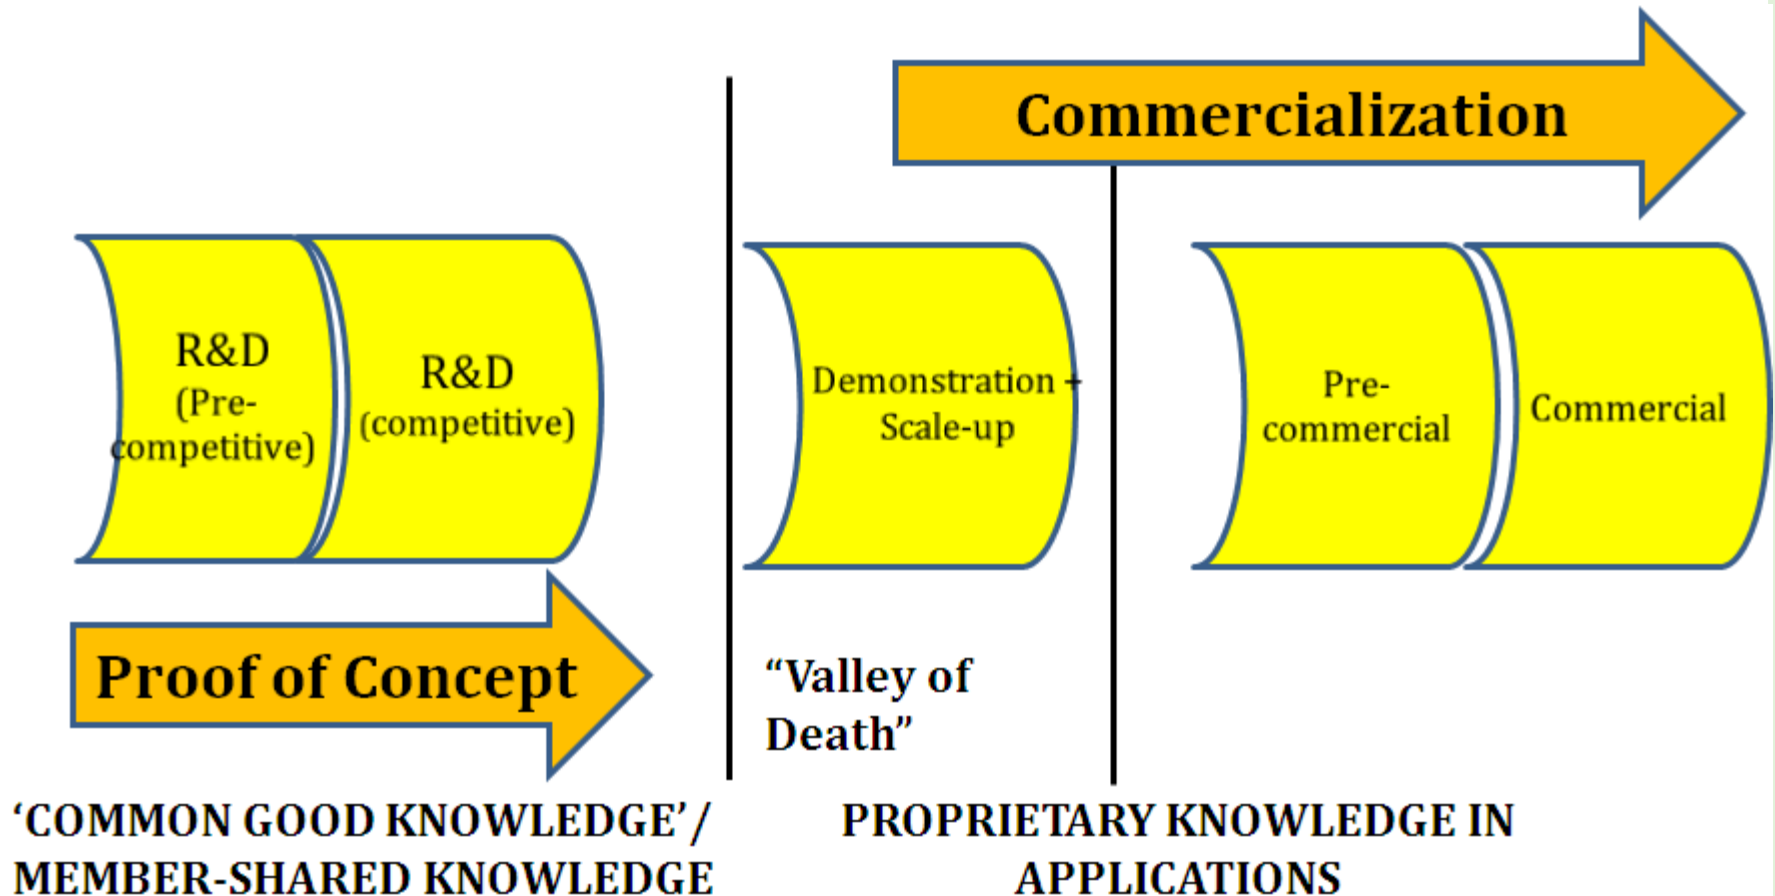 Commercialization
R&D
(Pre-
competitive)
R&D
(competitive)
Demonstration +
Scale-up
Pre-
commercial
Commercial
Proof of Concept
“Valley of
Death”
‘COMMON GOOD KNOWLEDGE’/
MEMBER-SHARED KNOWLEDGE
PROPRIETARY KNOWLEDGE IN
APPLICATIONS